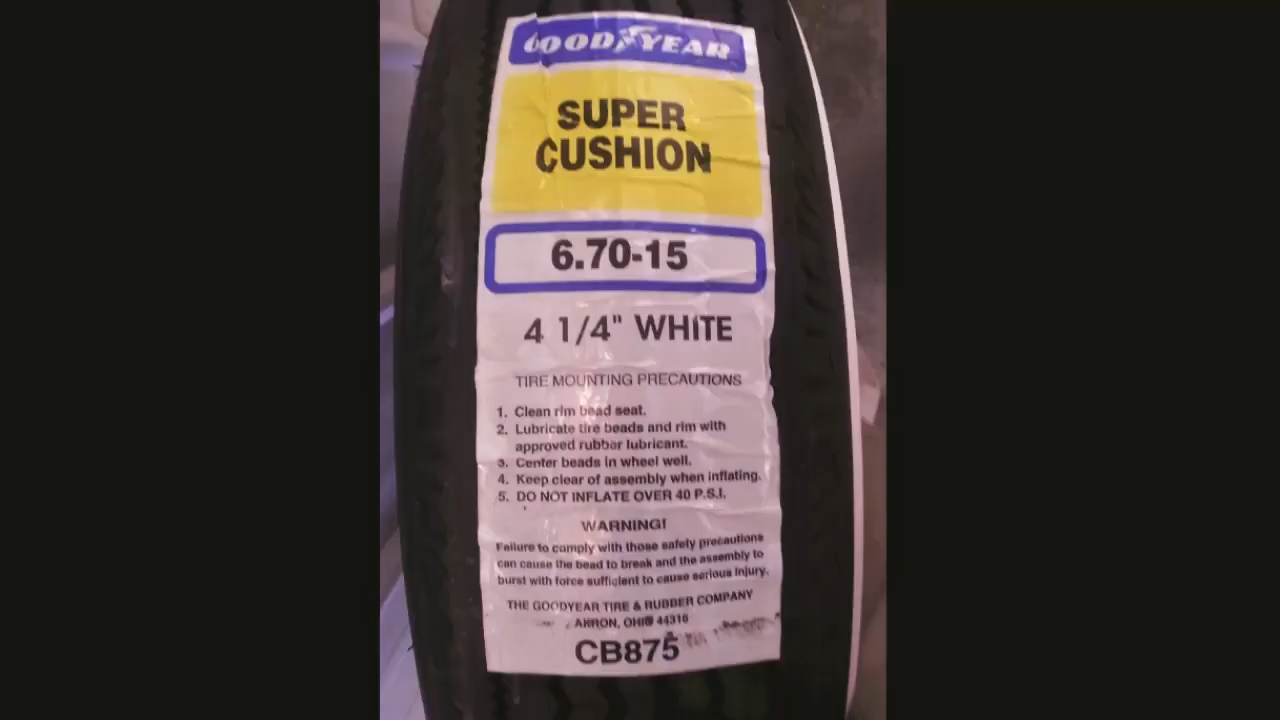 GOODYEAR
SUPER
CUSHION
6.70-15
4 1/4" WHITE
TIRE MOUNTING PRECAUTIONS
1. Clean rim bead seat.
2. Lubricate tire beads and rim with
approved rubber lubricant.
3. Center beads in wheel well.
4. Keep clear of assembly when inflating.
5. DO NOT INFLATE OVER 40 P.S.I.
WARNING!
Failure to comply with those safety precautions
can cause the bead to break and the assembly to
burst with force sufficient to cause serious injury.
THE GOODYEAR TIRE & RUBBER COMPANY
AKRON, OHIO 44316
CB875